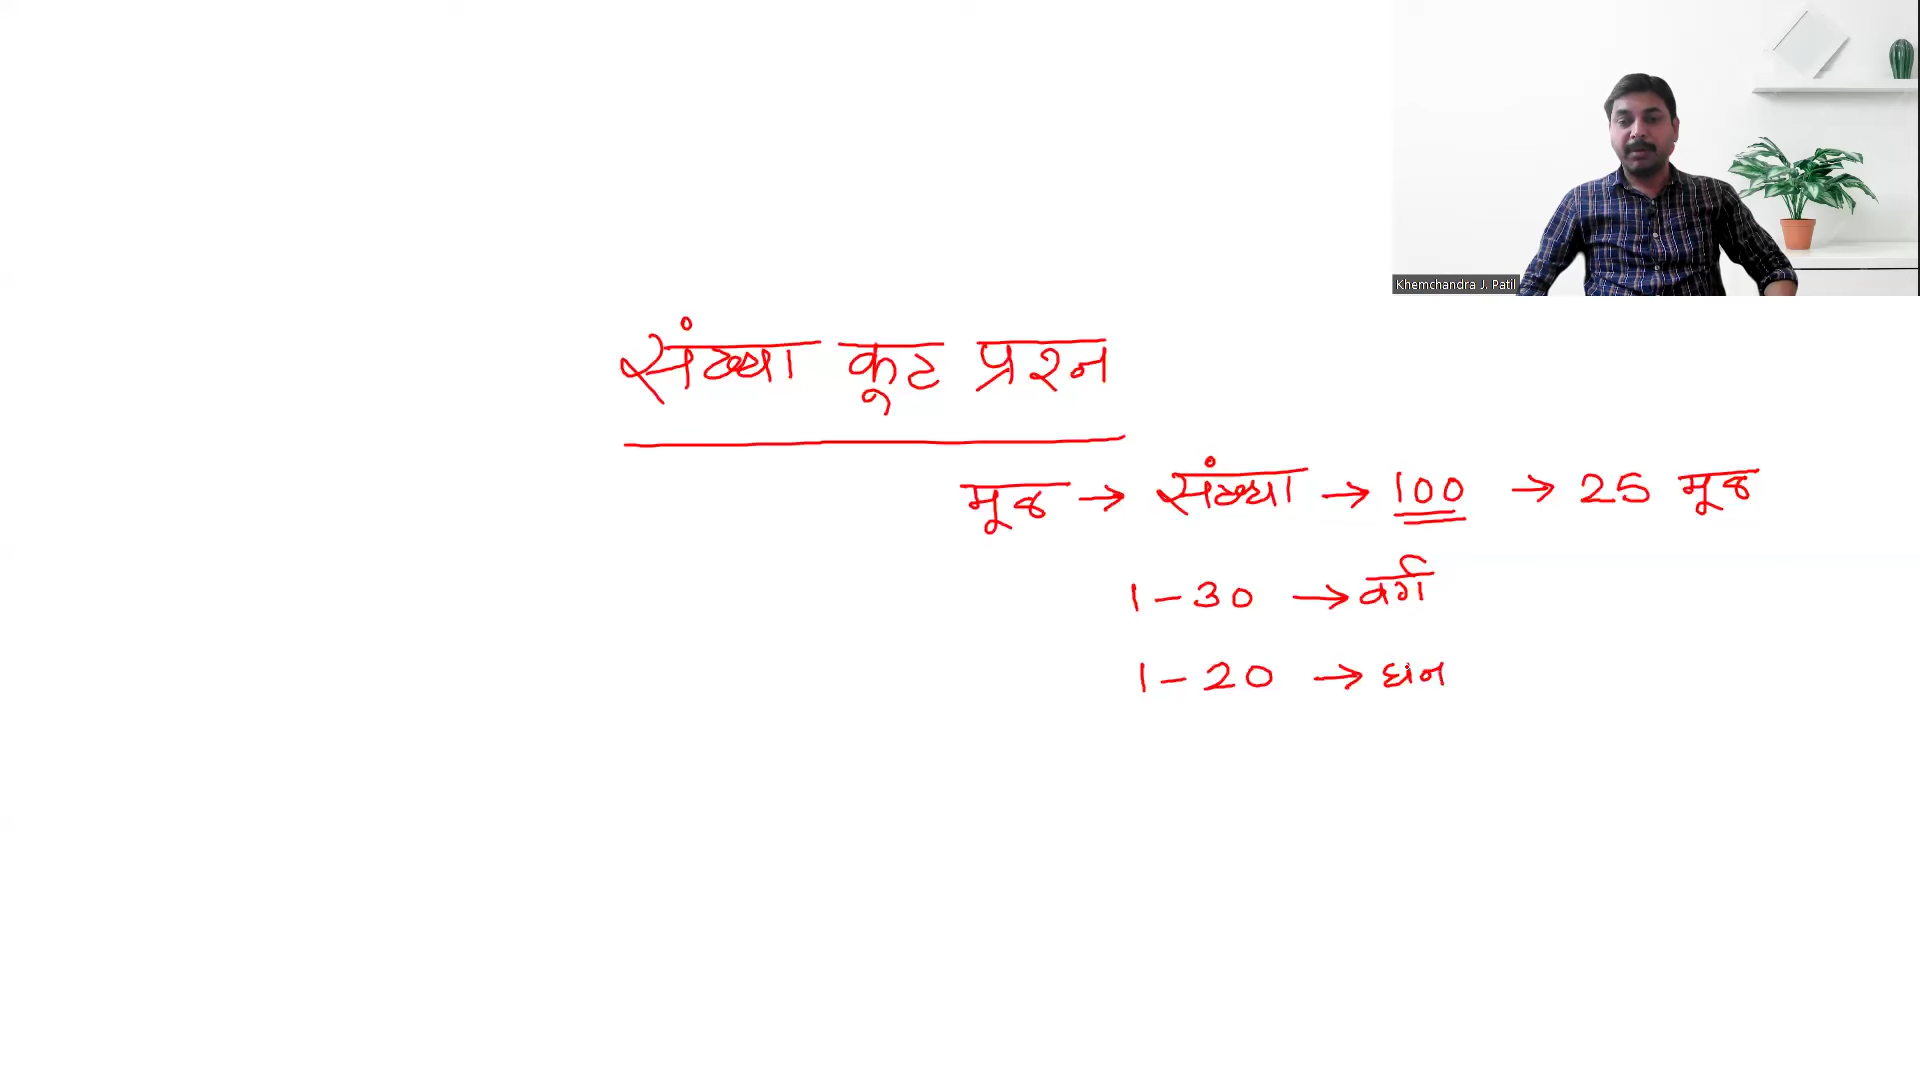 Khemchandra J. Patil
संख्या कूट प्रश्न
मूळ → संख्या → 100 → 25 मूळ
1 – 30 → वर्ग
1 – 20 → घन